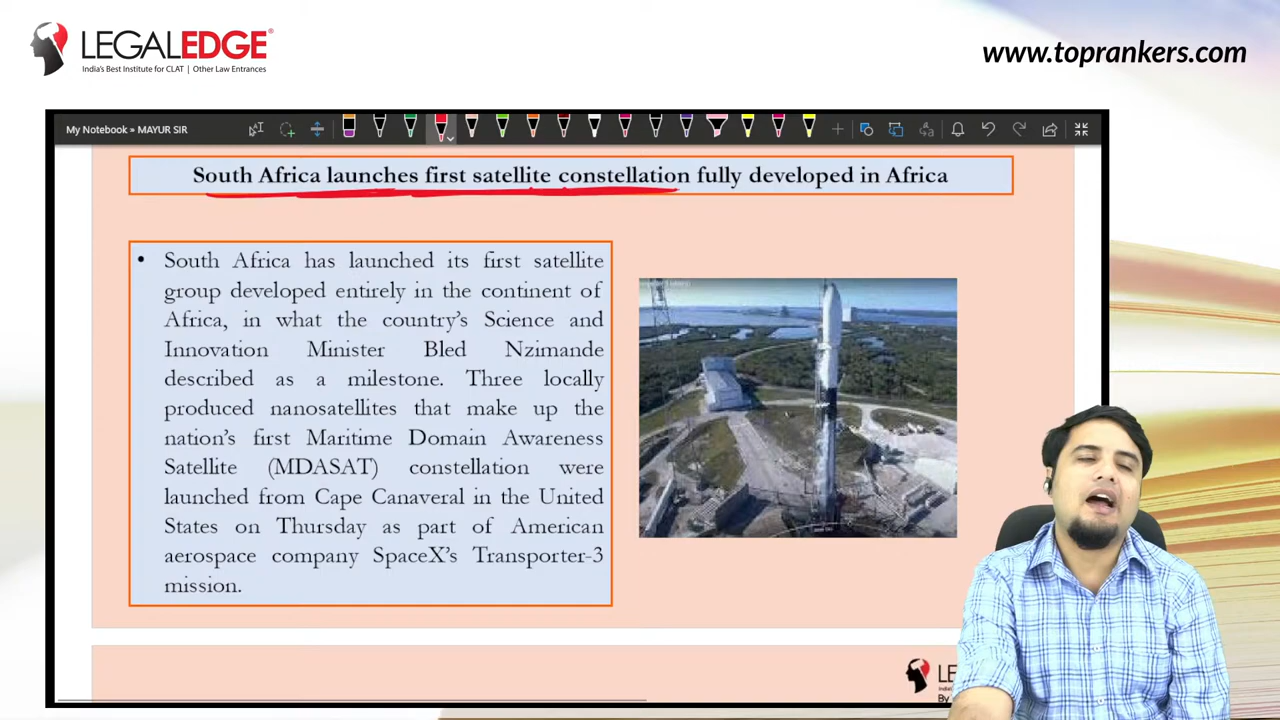 LEGALEDGE®
India's Best Institute for CLAT | Other Law Entrances
www.toprankers.com
My Notebook » MAYUR SIR
South Africa launches first satellite constellation fully developed in Africa
• South Africa has launched its first satellite
group developed entirely in the continent of
Africa, in what the country's Science and
Innovation Minister Bled Nzimande
described as a milestone. Three locally
produced nanosatellites that make up the
nation's first Maritime Domain Awareness
Satellite (MDASAT) constellation were
launched from Cape Canaveral in the United
States on Thursday as part of American
aerospace company SpaceX's Transporter-3
mission.
LE
By